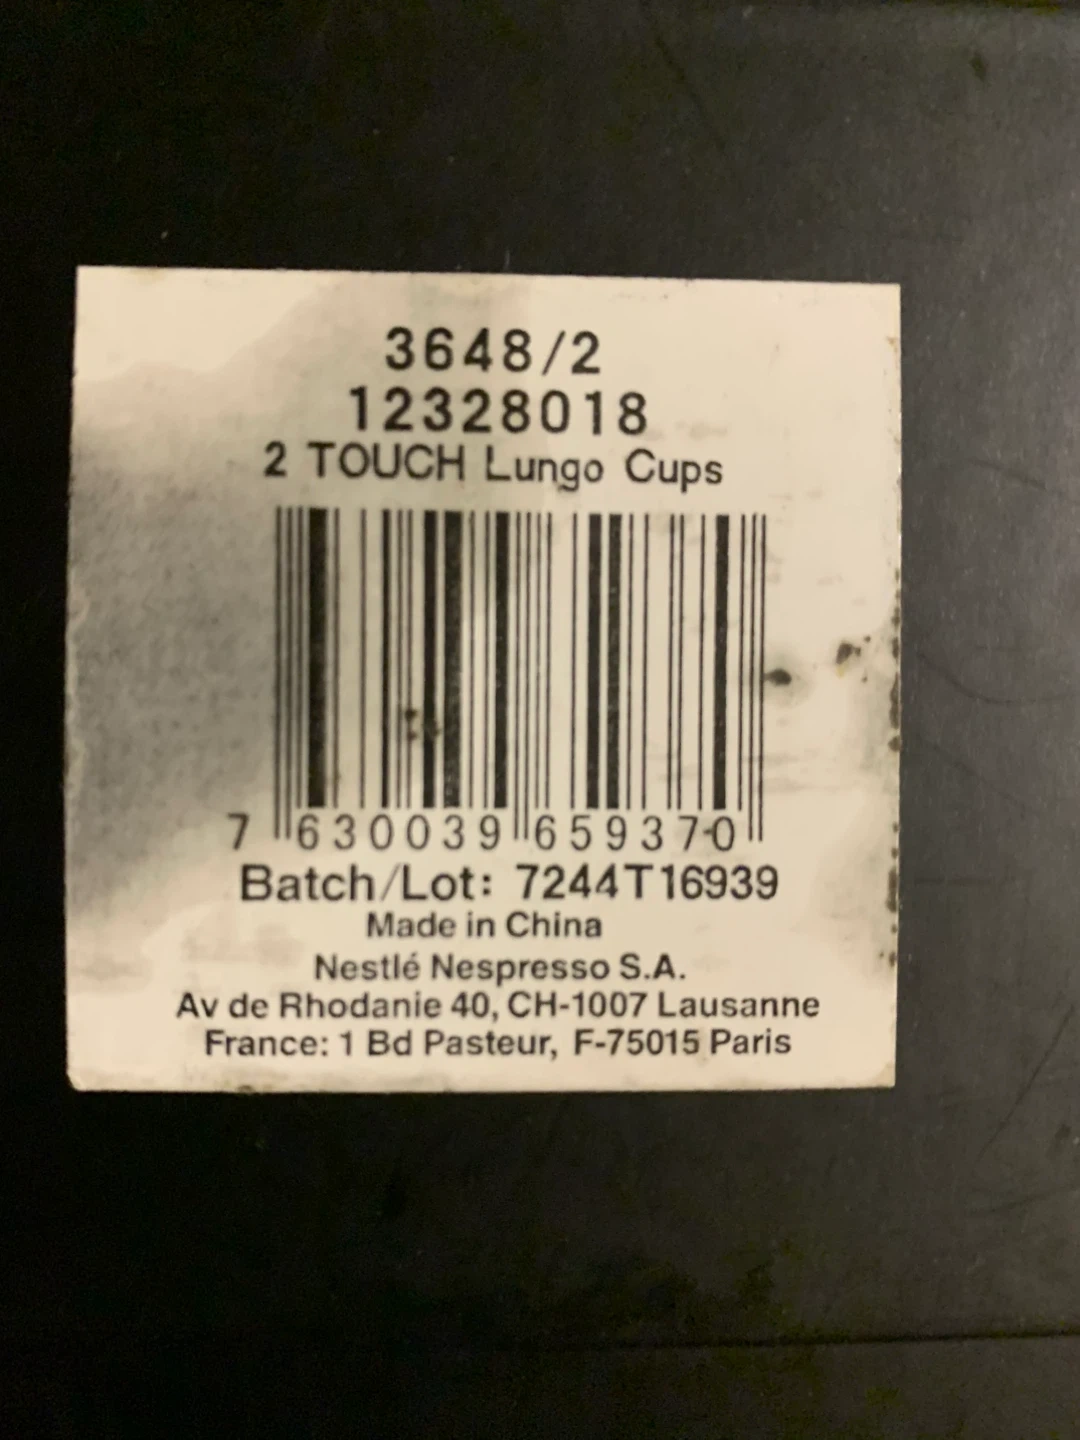 3648/2
12328018
2 TOUCH Lungo Cups
7 630039 659370
Batch/Lot: 7244T16939
Made in China
Nestlé Nespresso S.A.
Av de Rhodanie 40, CH-1007 Lausanne
France: 1 Bd Pasteur, F-75015 Paris